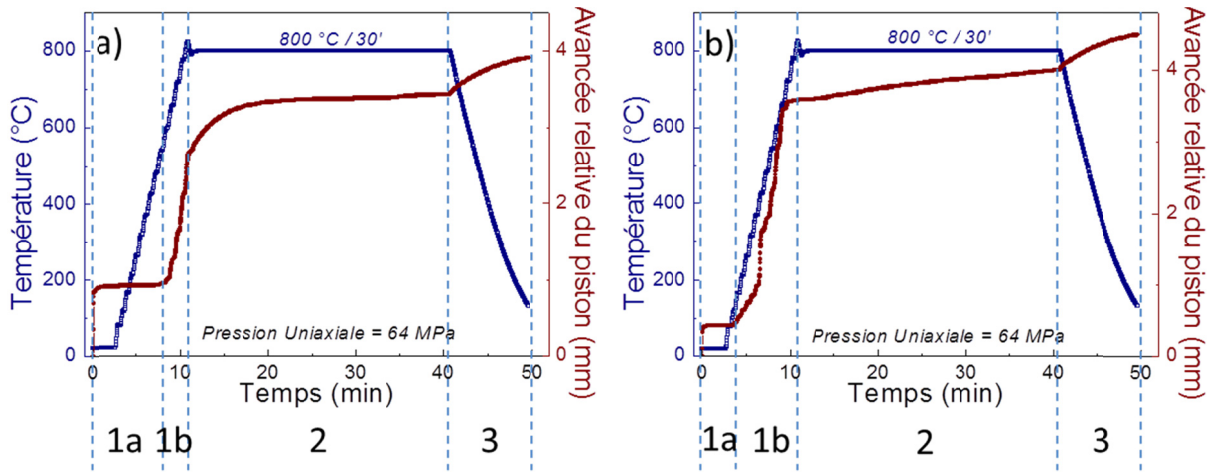 a)
800 °C / 30'
Pression Uniaxiale = 64 MPa
Température (°C)
800
600
400
200
0
Avancée relative du piston (mm)
4
2
0
0 10 20 30 40 50
Temps (min)
1a 1b 2 3
b)
800 °C / 30'
Pression Uniaxiale = 64 MPa
Température (°C)
800
600
400
200
0
Avancée relative du piston (mm)
4
2
0
0 10 20 30 40 50
Temps (min)
1a 1b 2 3